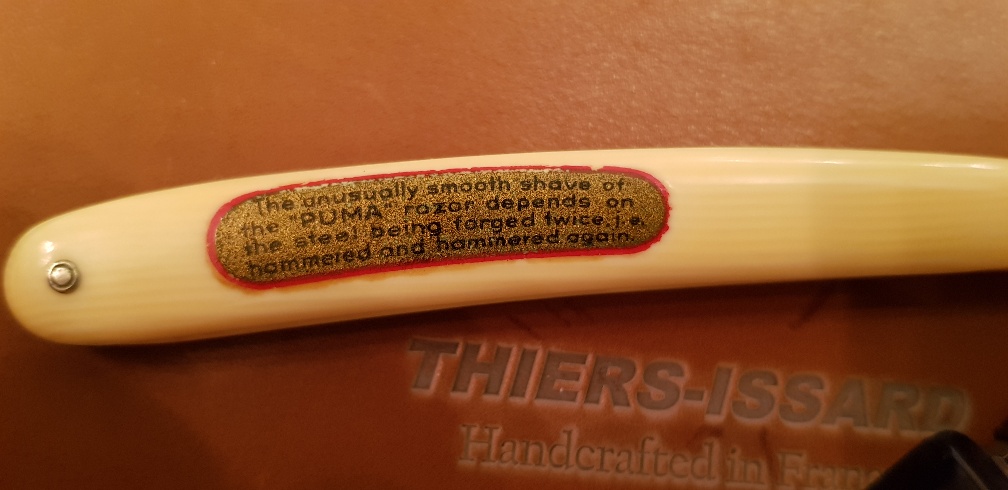 The unusually smooth shave of
the "PUMA" razor depends on
the steel being forged twice i.e.
hammered and hammered again.
THIERS-ISSARD
Handcrafted in